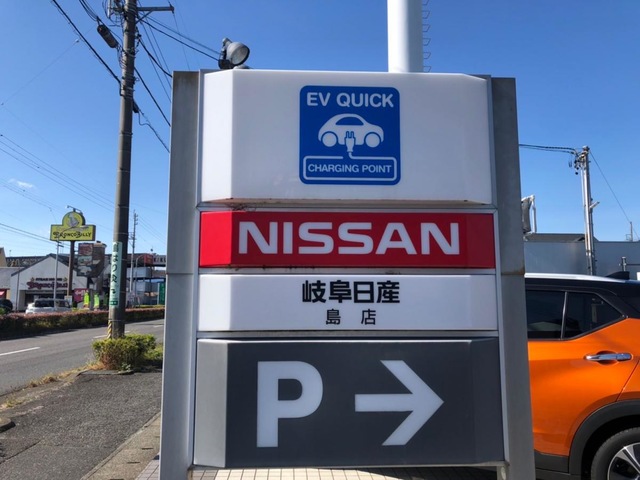 EV QUICK
CHARGING POINT
NISSAN
岐阜日産
島店
P